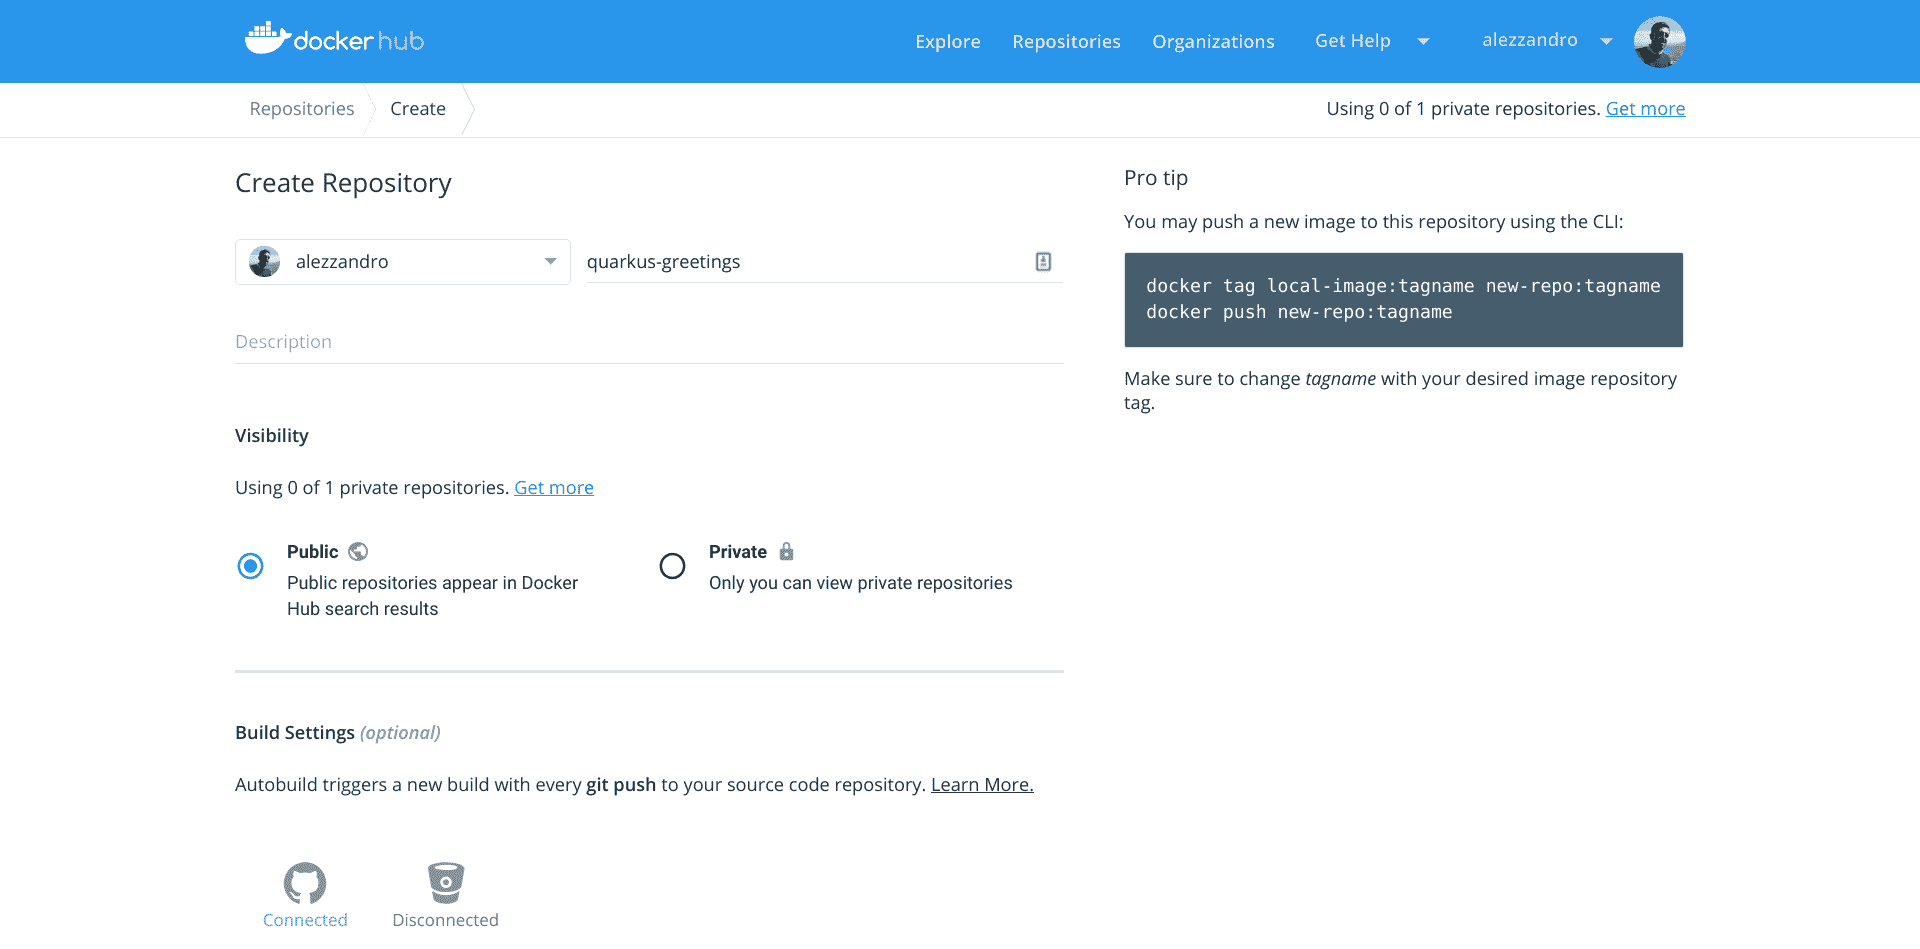 docker hub
Explore Repositories Organizations Get Help alezzandro
Repositories Create
Using 0 of 1 private repositories. Get more
Create Repository
alezzandro
quarkus-greetings
Description
Visibility
Using 0 of 1 private repositories. Get more
Public
Public repositories appear in Docker
Hub search results
Private
Only you can view private repositories
Build Settings (optional)
Autobuild triggers a new build with every git push to your source code repository. Learn More.
Connected
Disconnected
Pro tip
You may push a new image to this repository using the CLI:
docker tag local-image:tagname new-repo:tagname
docker push new-repo:tagname
Make sure to change tagname with your desired image repository
tag.